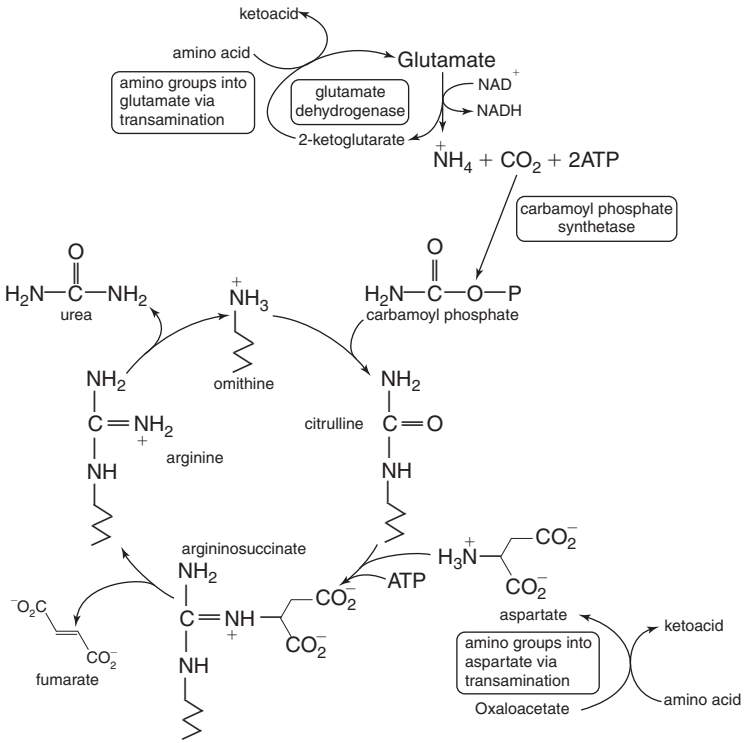 ketoacid
amino acid
Glutamate
amino groups into
glutamate via
transamination
glutamate
dehydrogenase
NAD+
NADH
2-ketoglutarate
+
NH4 + CO2 + 2ATP
carbamoyl phosphate
synthetase
O
H2N—C—NH2
urea
+
NH3
omithine
O
H2N—C—O—P
carbamoyl phosphate
NH2
C=NH2
+
NH
arginine
NH2
citrulline
C=O
NH
argininosuccinate
NH2
C=NH
+
NH
CO2−
CO2−
ATP
+
H3N
CO2−
CO2−
aspartate
−O2C
CO2−
fumarate
amino groups into
aspartate via
transamination
ketoacid
amino acid
Oxaloacetate